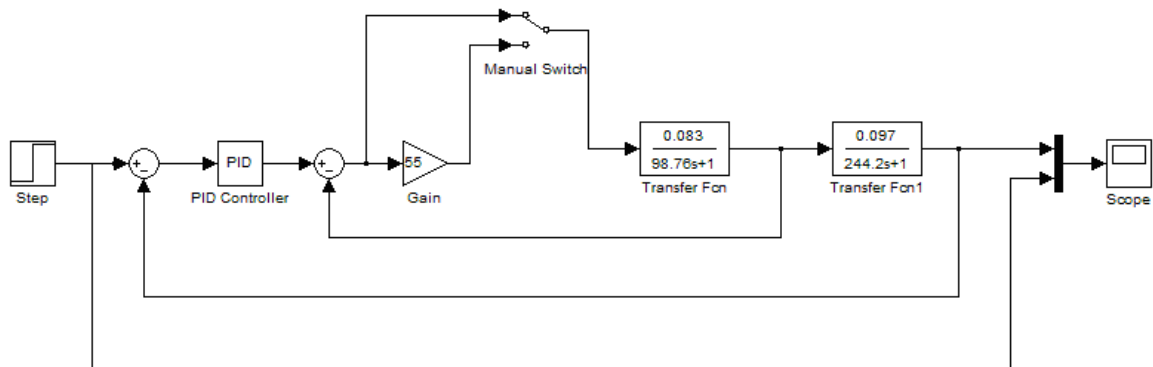 Manual Switch
Step
PID
PID Controller
55
Gain
0.083
98.76s+1
Transfer Fcn
0.097
244.2s+1
Transfer Fcn1
Scope